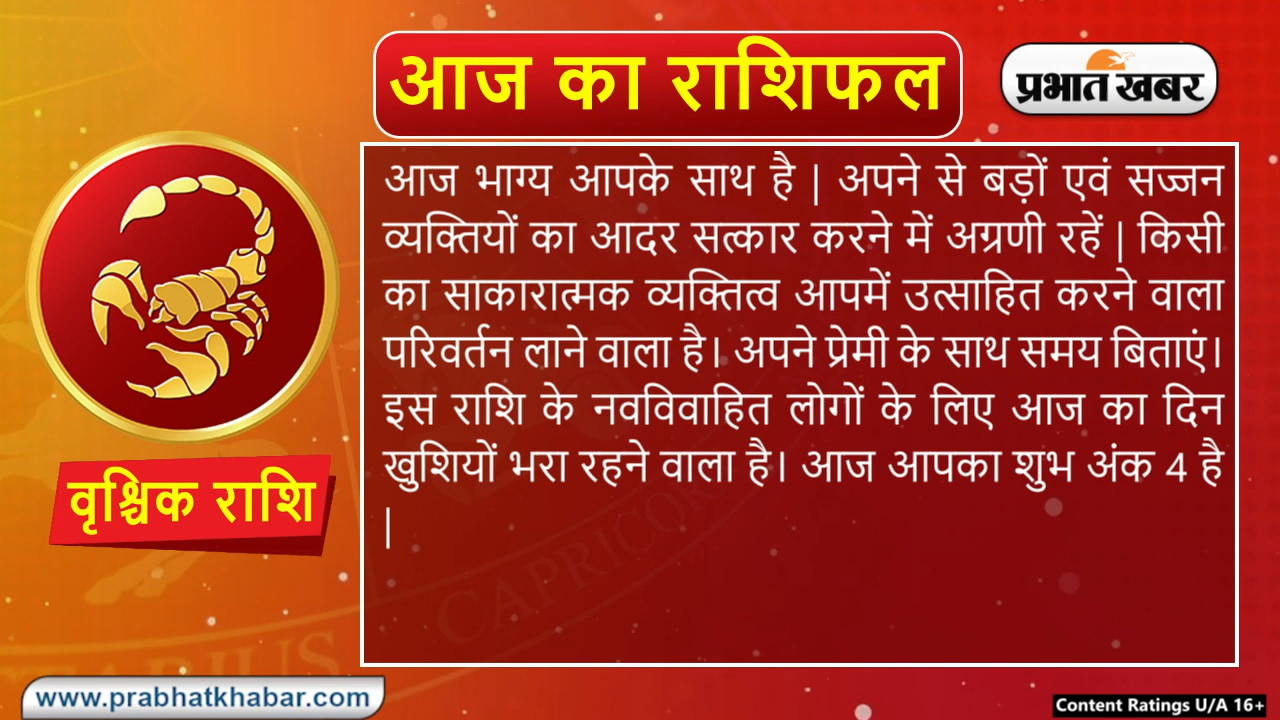 आज का राशिफल
प्रभात खबर
आज भाग्य आपके साथ है | अपने से बड़ों एवं सज्जन
व्यक्तियों का आदर सत्कार करने में अग्रणी रहें | किसी
का साकारात्मक व्यक्तित्व आपमें उत्साहित करने वाला
परिवर्तन लाने वाला है। अपने प्रेमी के साथ समय बिताएं।
इस राशि के नवविवाहित लोगों के लिए आज का दिन
खुशियों भरा रहने वाला है। आज आपका शुभ अंक 4 है
|
वृश्चिक राशि
CAPRICORN
TARIUS
www.prabhatkhabar.com
Content Ratings U/A 16+